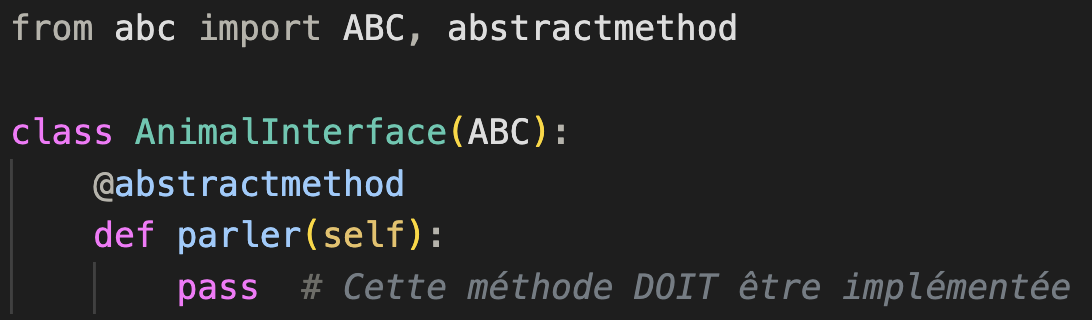 from abc import ABC, abstractmethod
class AnimalInterface(ABC):
@abstractmethod
def parler(self):
pass # Cette méthode DOIT être implémentée